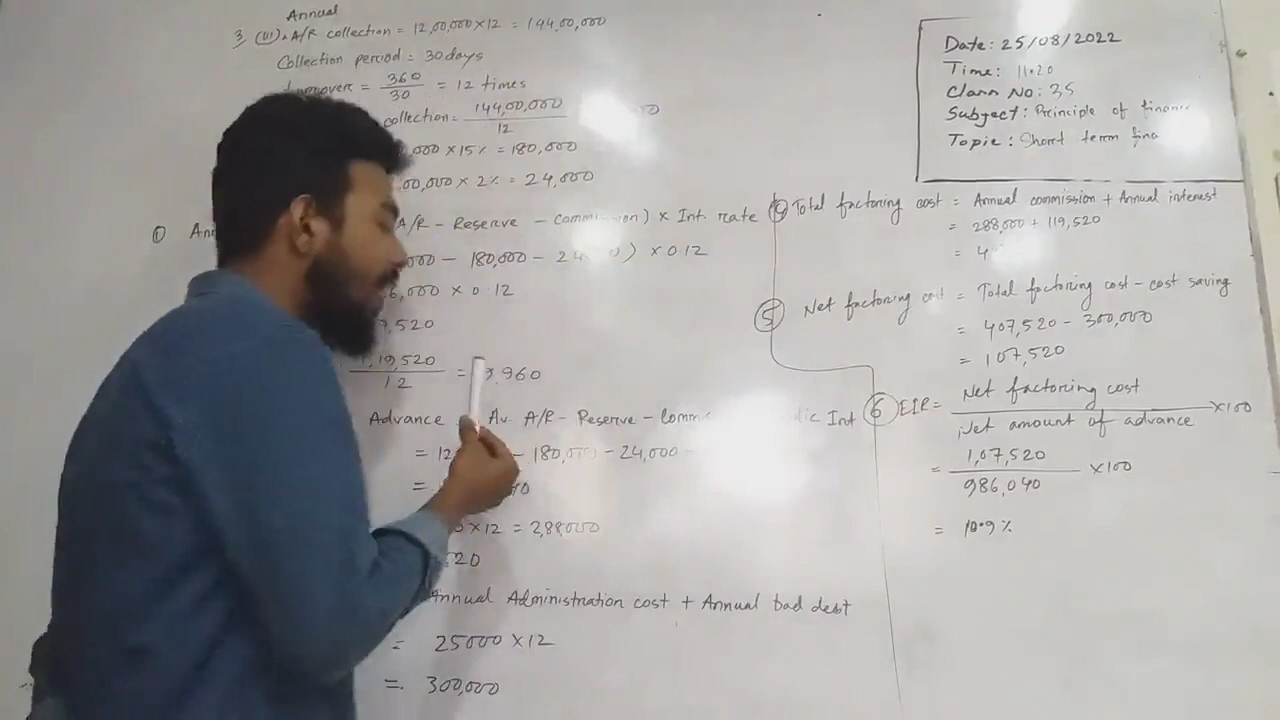 Annual
3. (III). A/R collection = 12,00,000 x 12 = 144,00,000
Collection period = 30 days
Turnover = 360/30 = 12 times
collection = 144,00,000/12
,000 x 15% = 180,000
,00,000 x 2% = 24,000
① A/R - Reserve - Commission) x Int. rate
000 - 180,000 - 24 ) x 0.12
6,000 x 0.12
7,520
1,19,520/12 = 9,960
Advance Av. A/R - Reserve - Commi dic Int
= 12 - 180,000 - 24,000 -
=
0 x 12 = 2,88,000
520
Annual Administration cost + Annual bad debt
= 25000 x 12
= 300,000
Date: 25/08/2022
Time: 11.20
Class No: 35
Subject: Principle of finance
Topic: Short term fina
④ Total factoring cost = Annual commission + Annual interest
= 288,000 + 119,520
= 4
⑤ Net factoring cost = Total factoring cost - cost saving
= 407,520 - 300,000
= 107,520
⑥ EIR = Net factoring cost/Net amount of advance x 100
= 1,07,520/986,040 x 100
= 10.9%